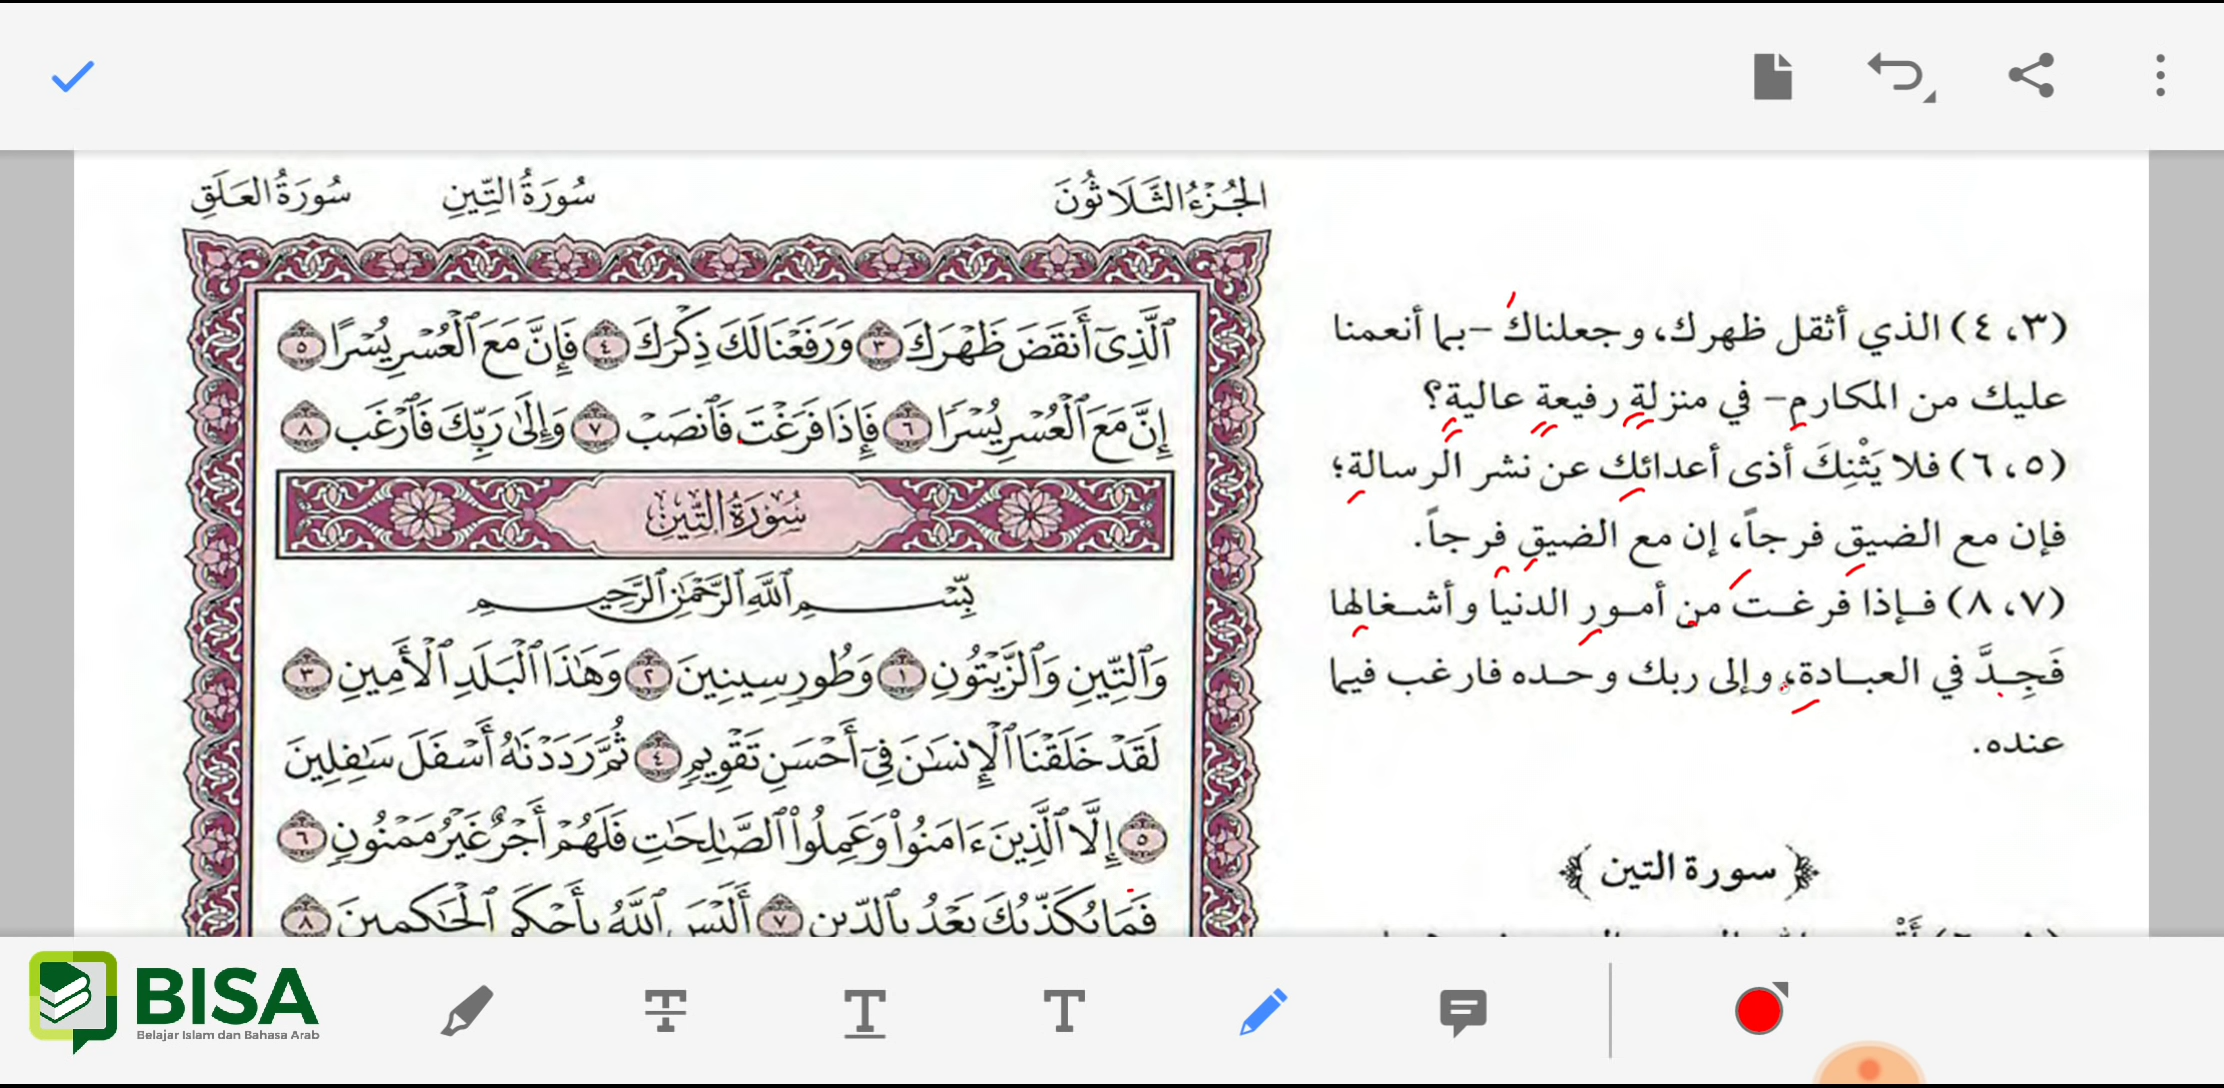 الجُزْءُ الثَّلَاثُونَ
سُورَةُ التِّينِ
سُورَةُ العَلَقِ
ٱلَّذِىٓ أَنقَضَ ظَهْرَكَ ٣ وَرَفَعْنَا لَكَ ذِكْرَكَ ٤ فَإِنَّ مَعَ ٱلْعُسْرِ يُسْرًا ٥
إِنَّ مَعَ ٱلْعُسْرِ يُسْرًا ٦ فَإِذَا فَرَغْتَ فَٱنصَبْ ٧ وَإِلَىٰ رَبِّكَ فَٱرْغَب ٨
سُورَةُ التِّينِ
بِسْمِ ٱللَّهِ ٱلرَّحْمَٰنِ ٱلرَّحِيمِ
وَٱلتِّينِ وَٱلزَّيْتُونِ ١ وَطُورِ سِينِينَ ٢ وَهَٰذَا ٱلْبَلَدِ ٱلْأَمِينِ ٣
لَقَدْ خَلَقْنَا ٱلْإِنسَٰنَ فِىٓ أَحْسَنِ تَقْوِيمٍ ٤ ثُمَّ رَدَدْنَٰهُ أَسْفَلَ سَٰفِلِينَ
٥ إِلَّا ٱلَّذِينَ ءَامَنُوا۟ وَعَمِلُوا۟ ٱلصَّٰلِحَٰتِ فَلَهُمْ أَجْرٌ غَيْرُ مَمْنُونٍ ٦
فَمَا يُكَذِّبُكَ بَعْدُ بِٱلدِّينِ ٧ أَلَيْسَ ٱللَّهُ بِأَحْكَمِ ٱلْحَٰكِمِينَ ٨
(٣، ٤) الذي أثقل ظهرك، وجعلناكَ –بما أنعمنا
عليك من المكارمِ– في منزلةٍ رفيعةٍ عاليةٍ؟
(٥، ٦) فلا يَثْنِكَ أذى أعدائِك عن نشر الرسالةِ؛
فإن مع الضيقِ فرجاً، إن مع الضيقِ فرجاً.
(٧، ٨) فإذا فرغت من أمورِ الدنيا وأشغالِها
فَجِدَّ في العبادةِ، وإلى ربك وحده فارغب فيما
عنده.
﴿ سورة التين ﴾
BISA
Belajar Islam dan Bahasa Arab
T
T
T